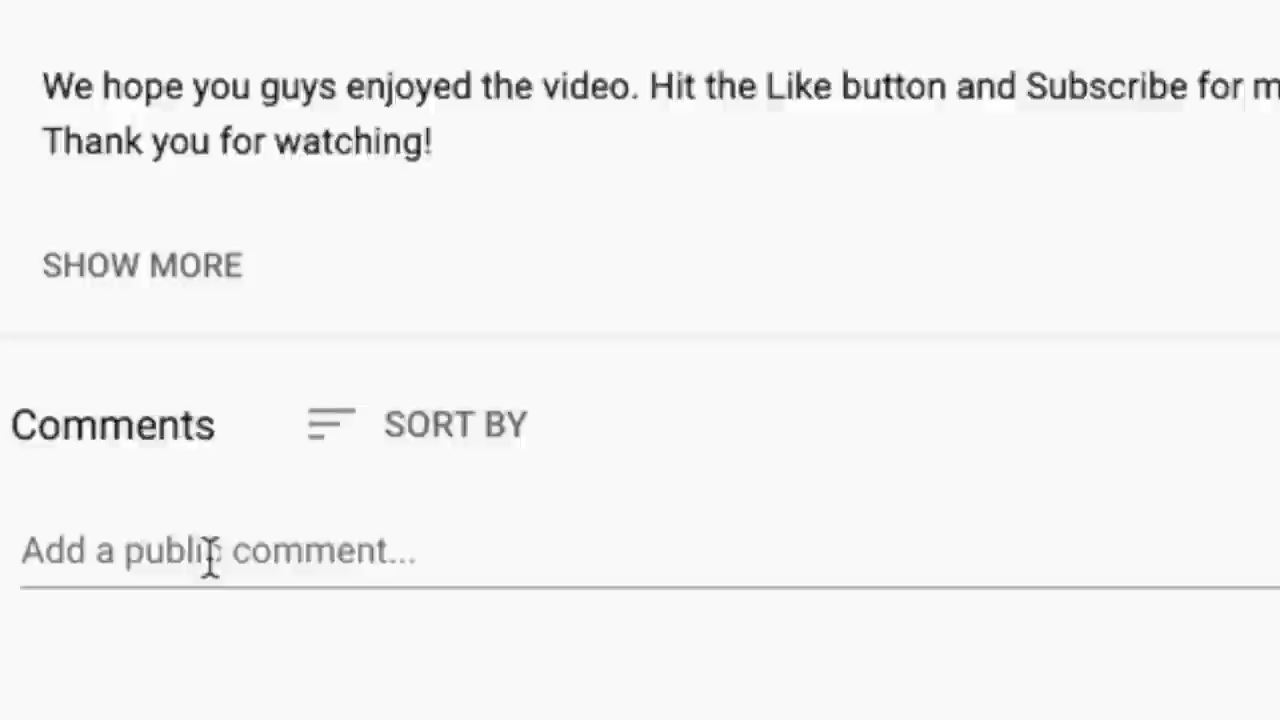 We hope you guys enjoyed the video. Hit the Like button and Subscribe for
Thank you for watching!
SHOW MORE
Comments
SORT BY
Add a public comment...